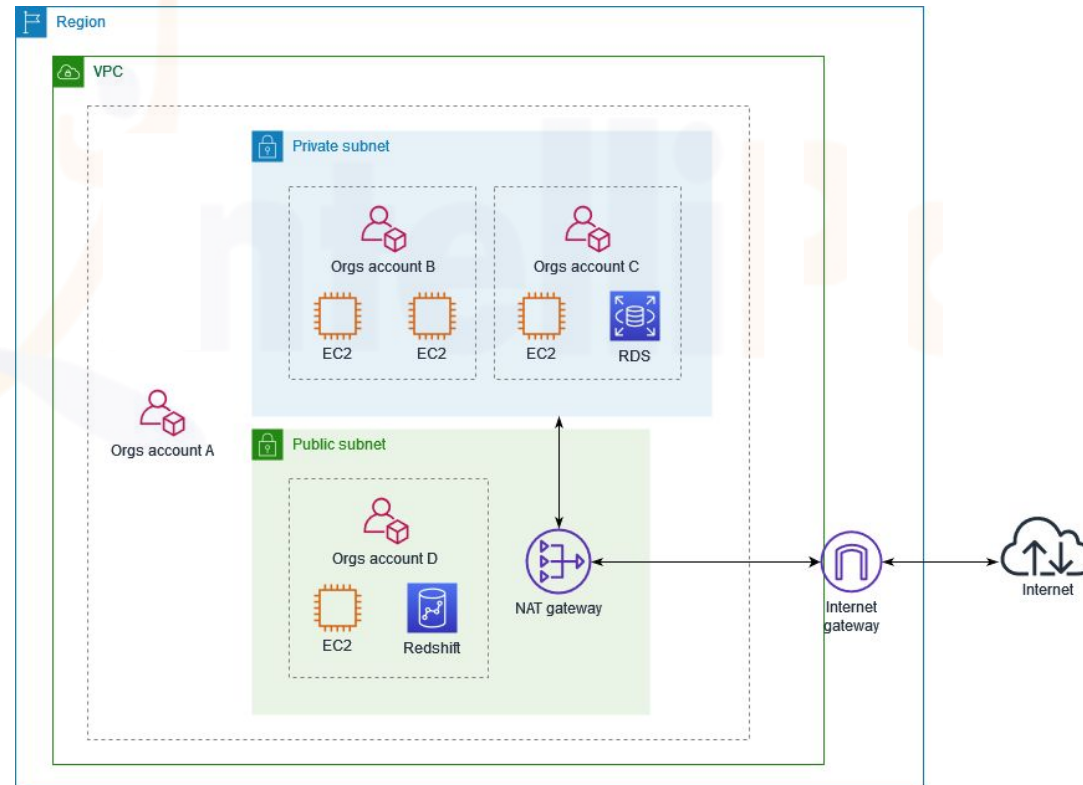 Region
VPC
Private subnet
Orgs account B
Orgs account C
EC2
EC2
EC2
RDS
Orgs account A
Public subnet
Orgs account D
EC2
Redshift
NAT gateway
Internet
gateway
Internet